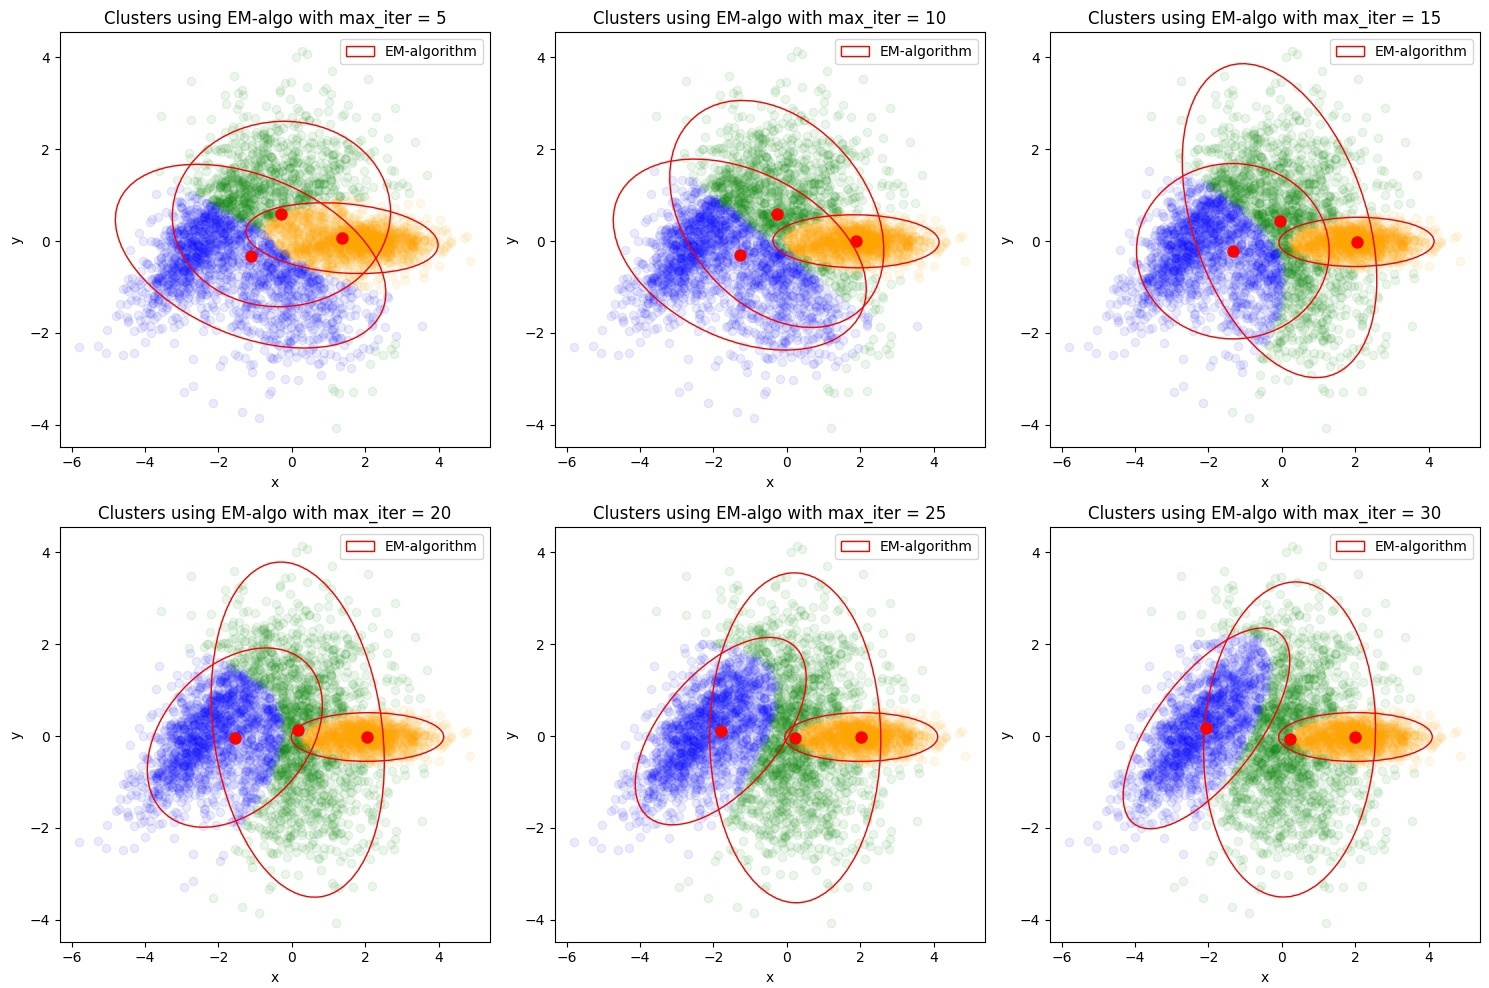 Clusters using EM-algo with max_iter = 5
EM-algorithm
4
2
0
−2
−4
y
−6 −4 −2 0 2 4
x
Clusters using EM-algo with max_iter = 10
EM-algorithm
4
2
0
−2
−4
y
−6 −4 −2 0 2 4
x
Clusters using EM-algo with max_iter = 15
EM-algorithm
4
2
0
−2
−4
y
−6 −4 −2 0 2 4
x
Clusters using EM-algo with max_iter = 20
EM-algorithm
4
2
0
−2
−4
y
−6 −4 −2 0 2 4
x
Clusters using EM-algo with max_iter = 25
EM-algorithm
4
2
0
−2
−4
y
−6 −4 −2 0 2 4
x
Clusters using EM-algo with max_iter = 30
EM-algorithm
4
2
0
−2
−4
y
−6 −4 −2 0 2 4
x